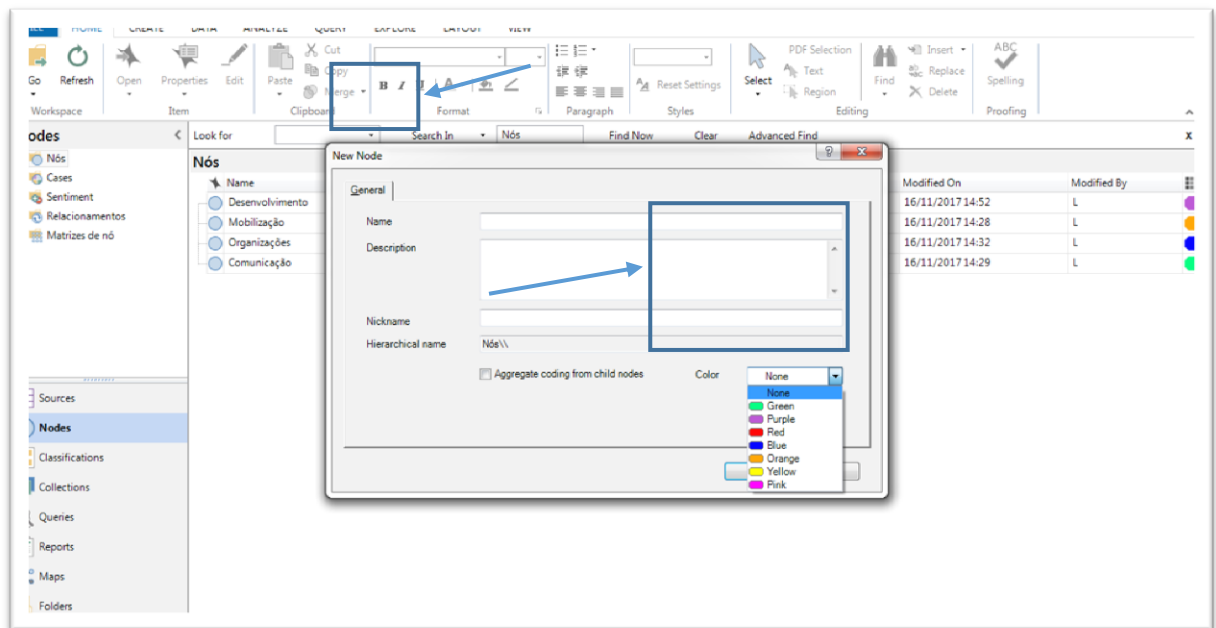 HOME CREATE DATA ANALYZE QUERY EXPLORE LAYOUT VIEW
Go Refresh Open Properties Edit Paste Cut Copy Merge
B I
Reset Settings
Select PDF Selection Text Region
Find Insert Replace Delete
ABC Spelling
Workspace Item Clipboard Format Paragraph Styles Editing Proofing
odes
Look for Search In Nós Find Now Clear Advanced Find x
Nós
Cases
Sentiment
Relacionamentos
Matrizes de nó
Sources
Nodes
Classifications
Collections
Queries
Reports
Maps
Folders
Nós
Name Modified On Modified By
Desenvolvimento 16/11/2017 14:52 L
Mobilização 16/11/2017 14:28 L
Organizações 16/11/2017 14:32 L
Comunicação 16/11/2017 14:29 L
New Node ? x
General
Name
Description
Nickname
Hierarchical name Nós\\
Aggregate coding from child nodes Color None
None
Green
Purple
Red
Blue
Orange
Yellow
Pink